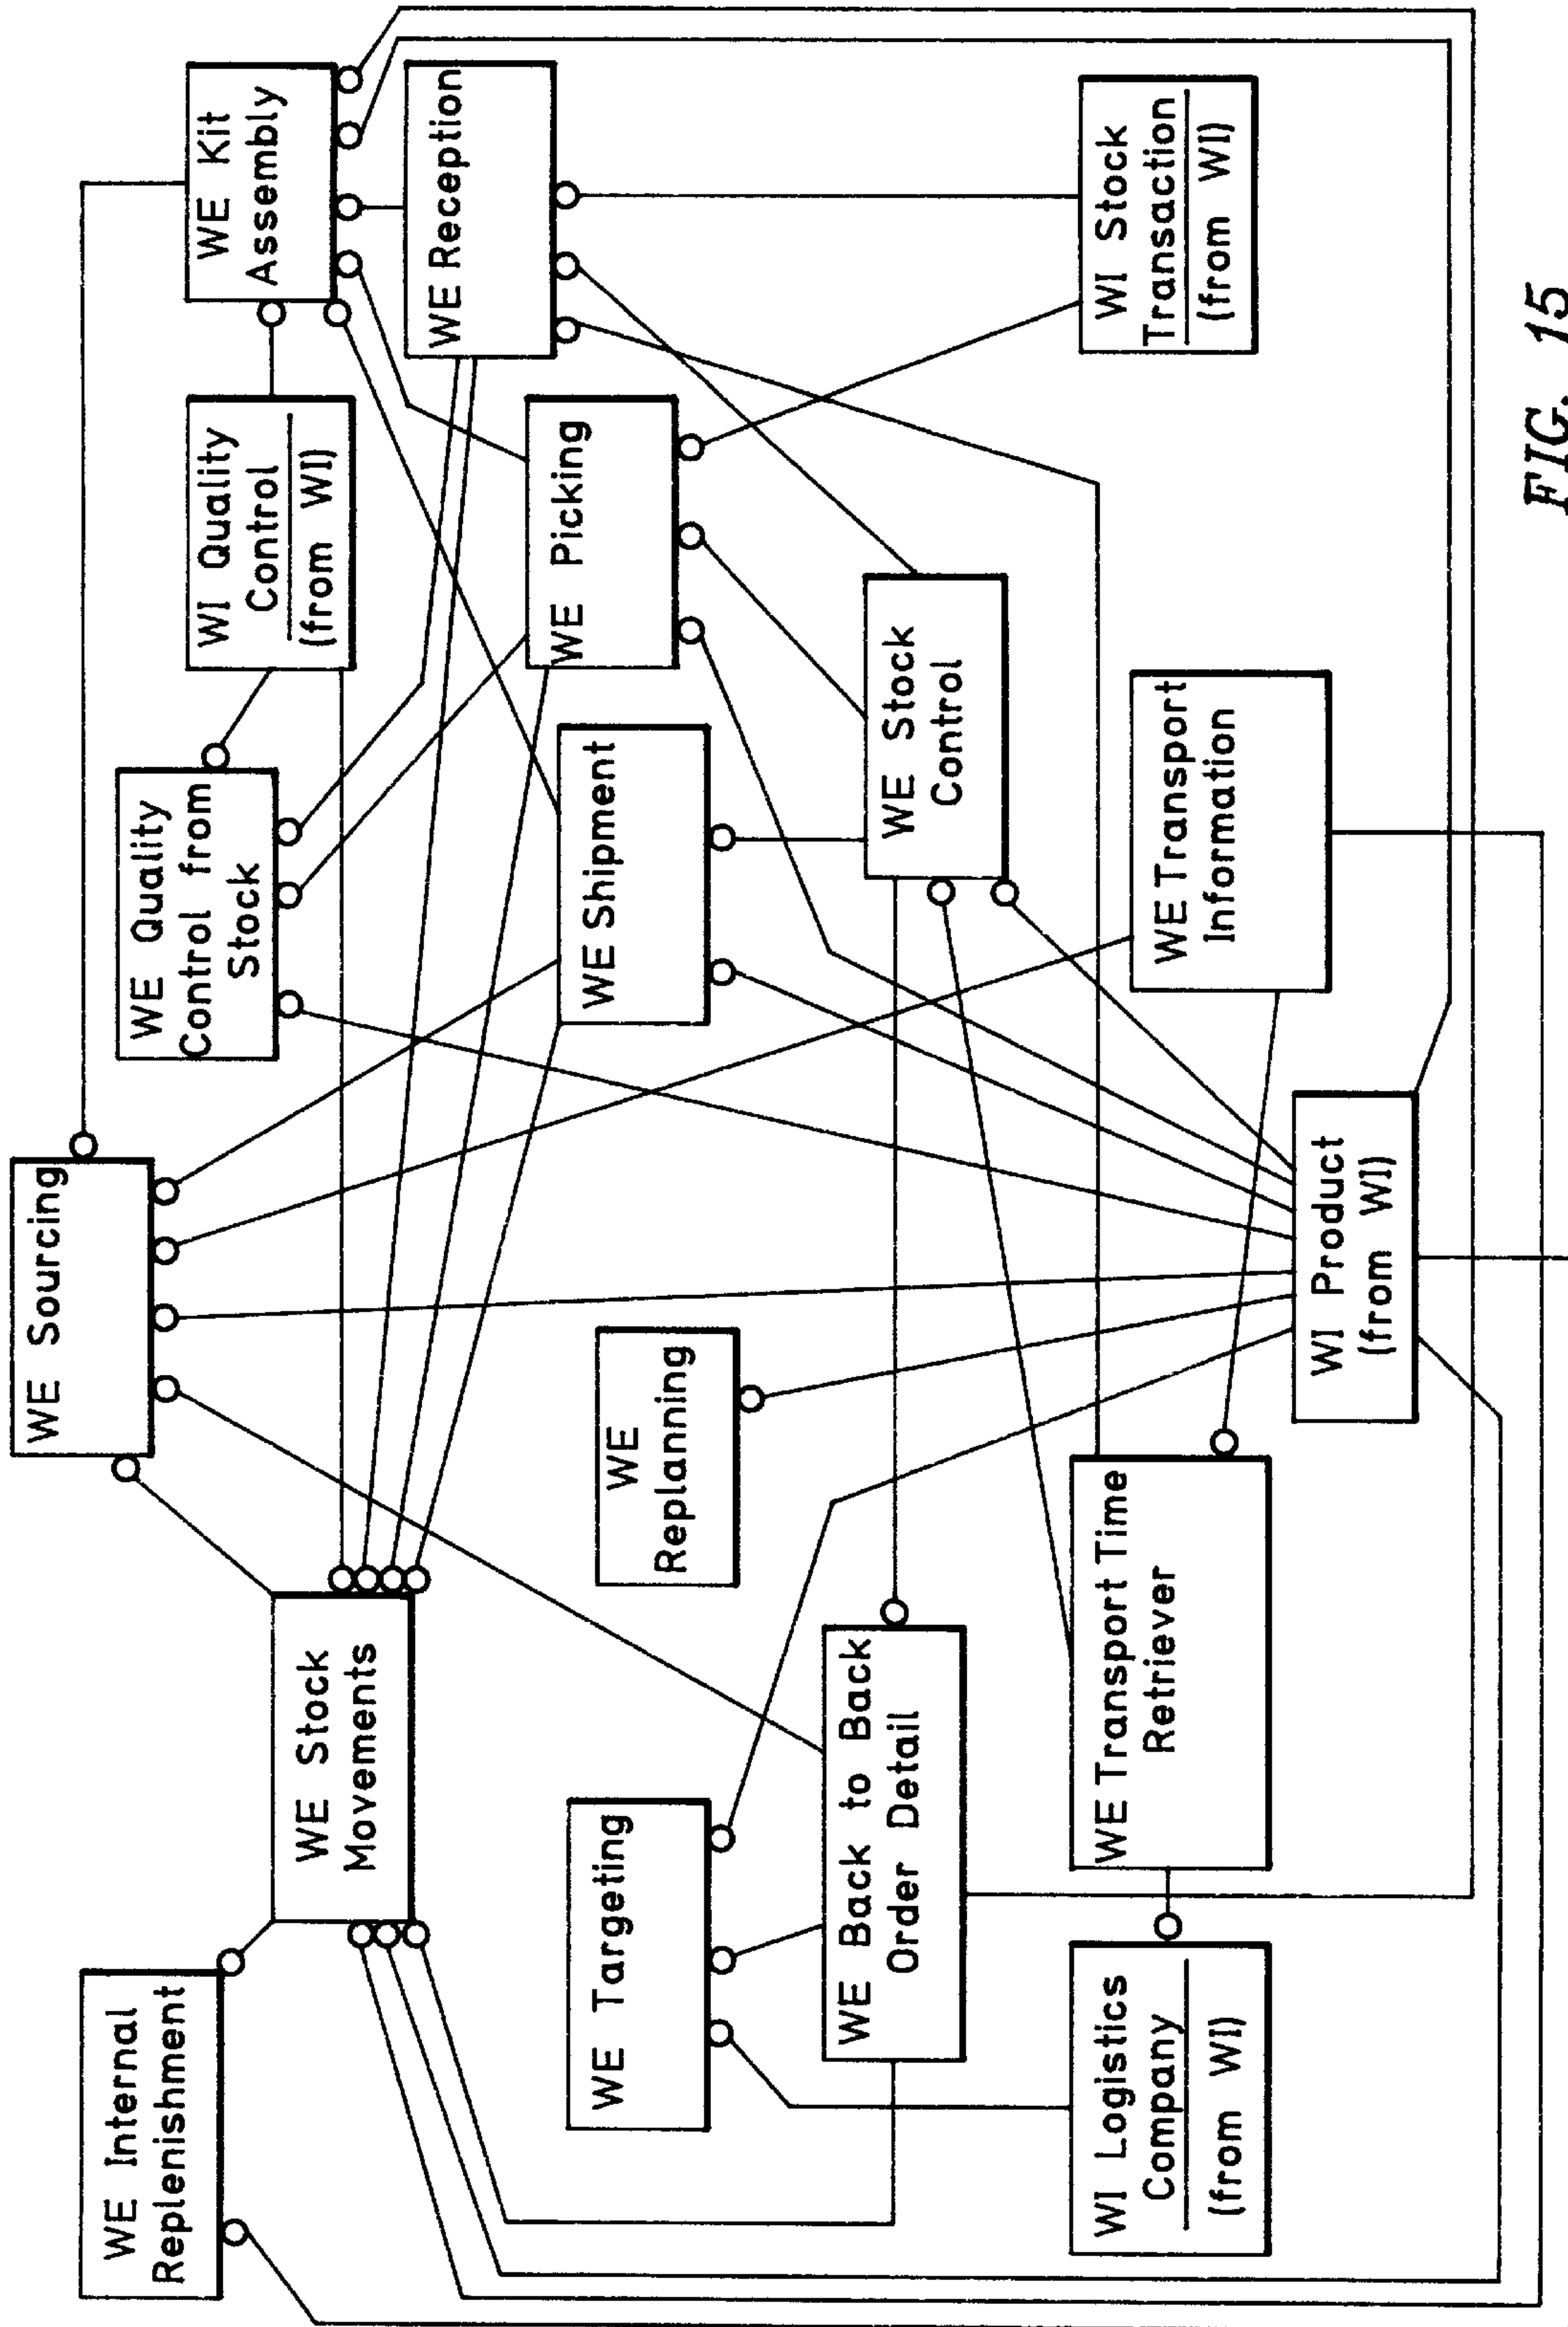 WE Internal
Replenishment
WE Stock
Movements
WE Sourcing
WE Quality
Control from
Stock
WI Quality
Control
(from WI)
WE Kit
Assembly
WE Reception
WE Picking
WE Shipment
WE
Replanning
WE Targeting
WE Back to Back
Order Detail
WE Stock
Control
WI Stock
Transaction
(from WI)
WE Transport
Information
WE Transport Time
Retriever
WI Logistics
Company
(from WI)
WI Product
(from WI)
FIG. 15